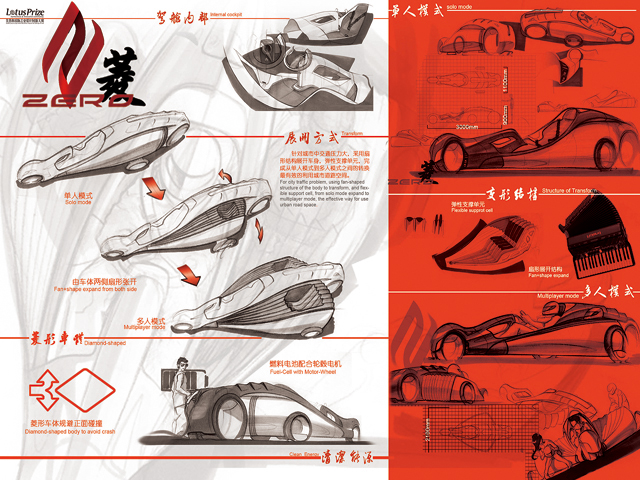 Lotus Prize
ZERO
菱
驾舱内部
Internal cockpit
展开方式
Transform
针对城市中交通压力大，采用扇
形结构展开车身，弹性支撑单元，完
成从单人模式到多人模式之间的转换
最有效的利用城市道路空间。
For city traffic problem, using fan-shaped
structure of the body to transform, and flex-
ible support cell, from solo mode expand to
multiplayer mode, the effective way for use
urban road space.
单人模式
Solo mode
由车体两侧扇形张开
Fan-shape expand from both side
多人模式
Multiplayer mode
菱形车体
Diamond-shaped
菱形车体规避正面碰撞
Diamond-shaped body to avoid crash
燃料电池配合轮毂电机
Fuel-Cell with Motor-Wheel
Clean Energy
清洁能源
单人模式
solo mode
3200mm
菱
ZERO
变形结构
Structure of Transform
弹性支撑单元
Flexible support cell
扇形展开结构
Fan-shape expand
多人模式
Multiplayer mode